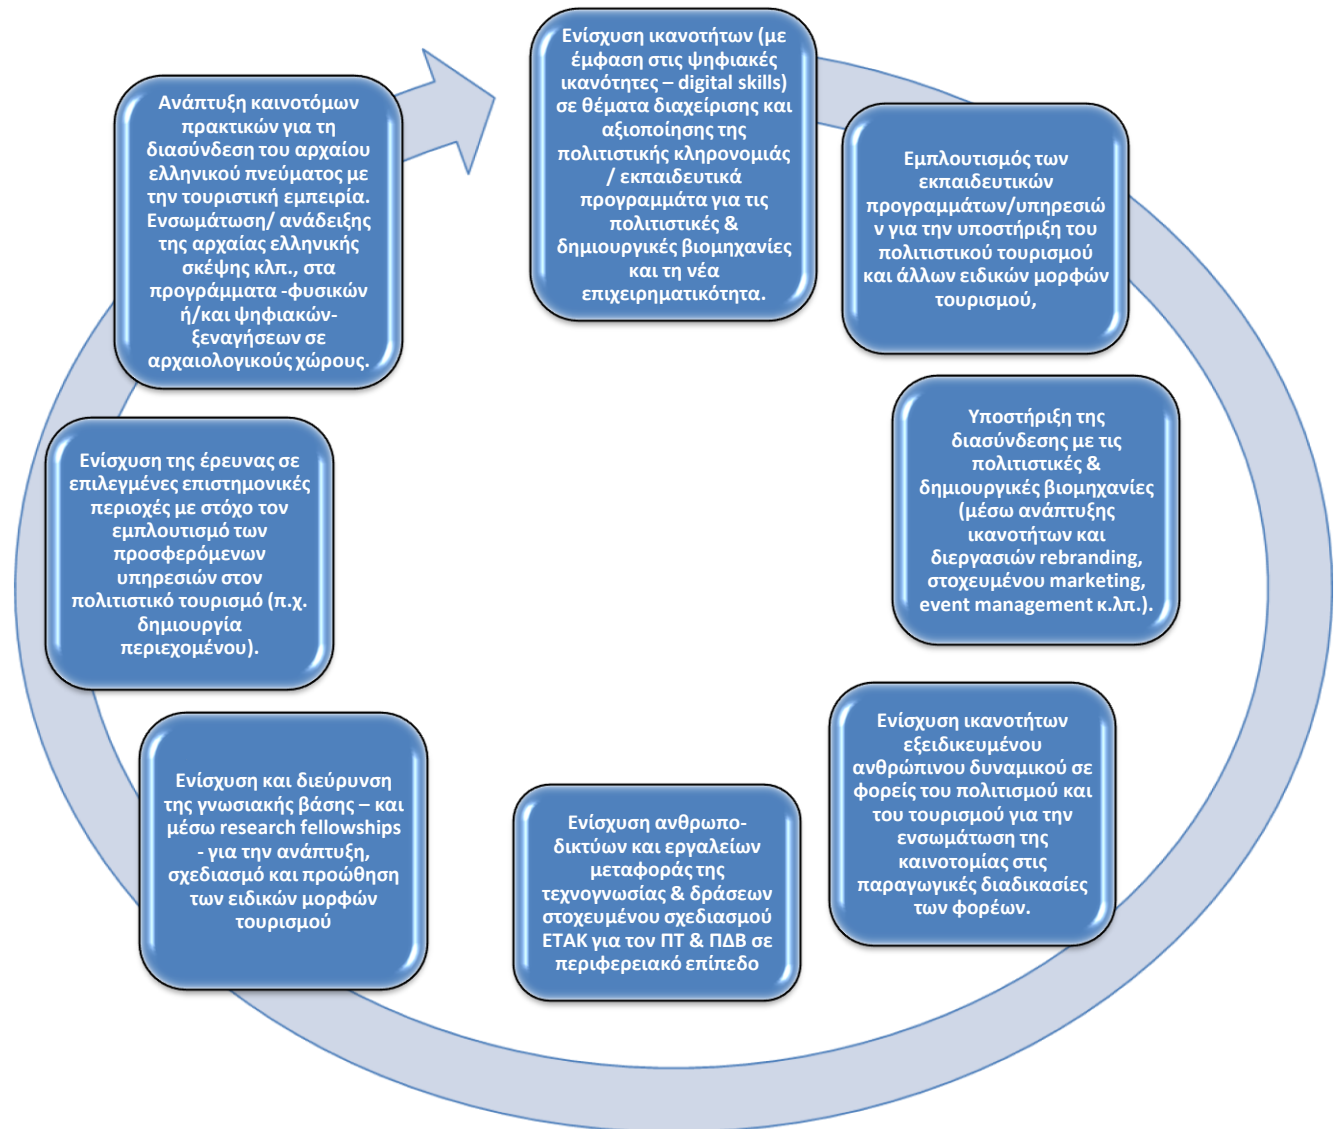 Ενίσχυση ικανοτήτων (με
έμφαση στις ψηφιακές
ικανότητες – digital skills)
σε θέματα διαχείρισης και
αξιοποίησης της
πολιτιστικής κληρονομιάς
/ εκπαιδευτικά
προγραμμάτα για τις
πολιτιστικές &
δημιουργικές βιομηχανίες
και τη νέα
επιχειρηματικότητα.
Εμπλουτισμός των
εκπαιδευτικών
προγραμμάτων/υπηρεσιώ
ν για την υποστήριξη του
πολιτιστικού τουρισμού
και άλλων ειδικών μορφών
τουρισμού,
Υποστήριξη της
διασύνδεσης με τις
πολιτιστικές &
δημιουργικές βιομηχανίες
(μέσω ανάπτυξης
ικανοτήτων και
διεργασιών rebranding,
στοχευμένου marketing,
event management κ.λπ.).
Ενίσχυση ικανοτήτων
εξειδικευμένου
ανθρώπινου δυναμικού σε
φορείς του πολιτισμού και
του τουρισμού για την
ενσωμάτωση της
καινοτομίας στις
παραγωγικές διαδικασίες
των φορέων.
Ενίσχυση ανθρωπο-
δικτύων και εργαλείων
μεταφοράς της
τεχνογνωσίας & δράσεων
στοχευμένου σχεδιασμού
ΕΤΑΚ για τον ΠΤ & ΠΔΒ σε
περιφερειακό επίπεδο
Ενίσχυση και διεύρυνση
της γνωσιακής βάσης – και
μέσω research fellowships
- για την ανάπτυξη,
σχεδιασμό και προώθηση
των ειδικών μορφών
τουρισμού
Ενίσχυση της έρευνας σε
επιλεγμένες επιστημονικές
περιοχές με στόχο τον
εμπλουτισμό των
προσφερόμενων
υπηρεσιών στον
πολιτιστικό τουρισμό (π.χ.
δημιουργία
περιεχομένου).
Ανάπτυξη καινοτόμων
πρακτικών για τη
διασύνδεση του αρχαίου
ελληνικού πνεύματος με
την τουριστική εμπειρία.
Ενσωμάτωση/ ανάδειξης
της αρχαίας ελληνικής
σκέψης κλπ., στα
προγράμματα -φυσικών
ή/και ψηφιακών-
ξεναγήσεων σε
αρχαιολογικούς χώρους.